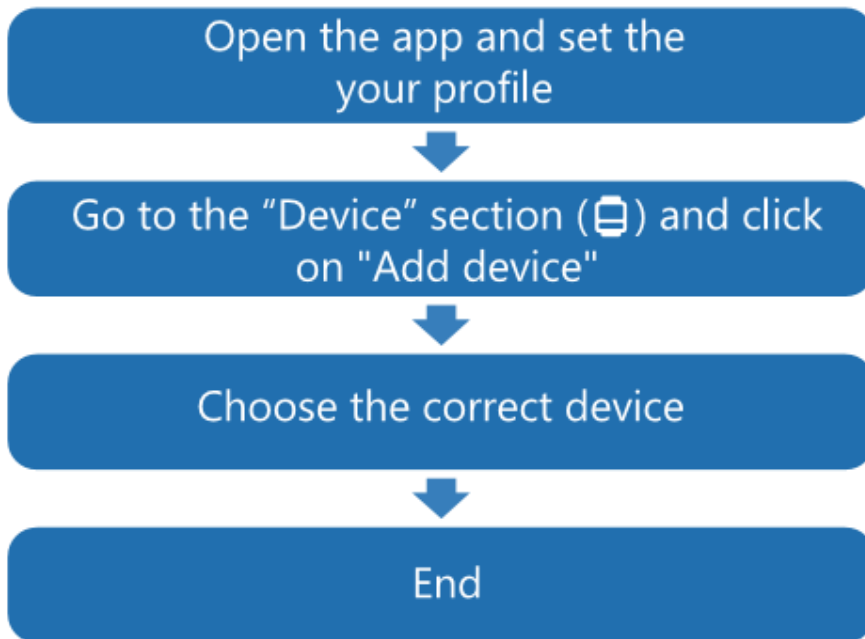 Open the app and set the
your profile
Go to the “Device” section () and click
on "Add device"
Choose the correct device
End